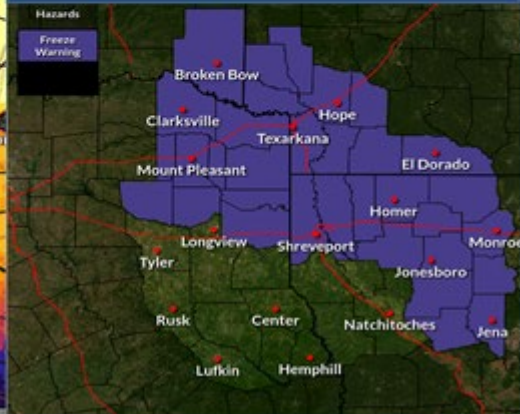 Hazards
Freeze
Warning
Broken Bow
Clarksville
Hope
Texarkana
Mount Pleasant
El Dorado
Homer
Longview
Shreveport
Monroe
Tyler
Jonesboro
Rusk
Center
Natchitoches
Jena
Lufkin
Hemphill